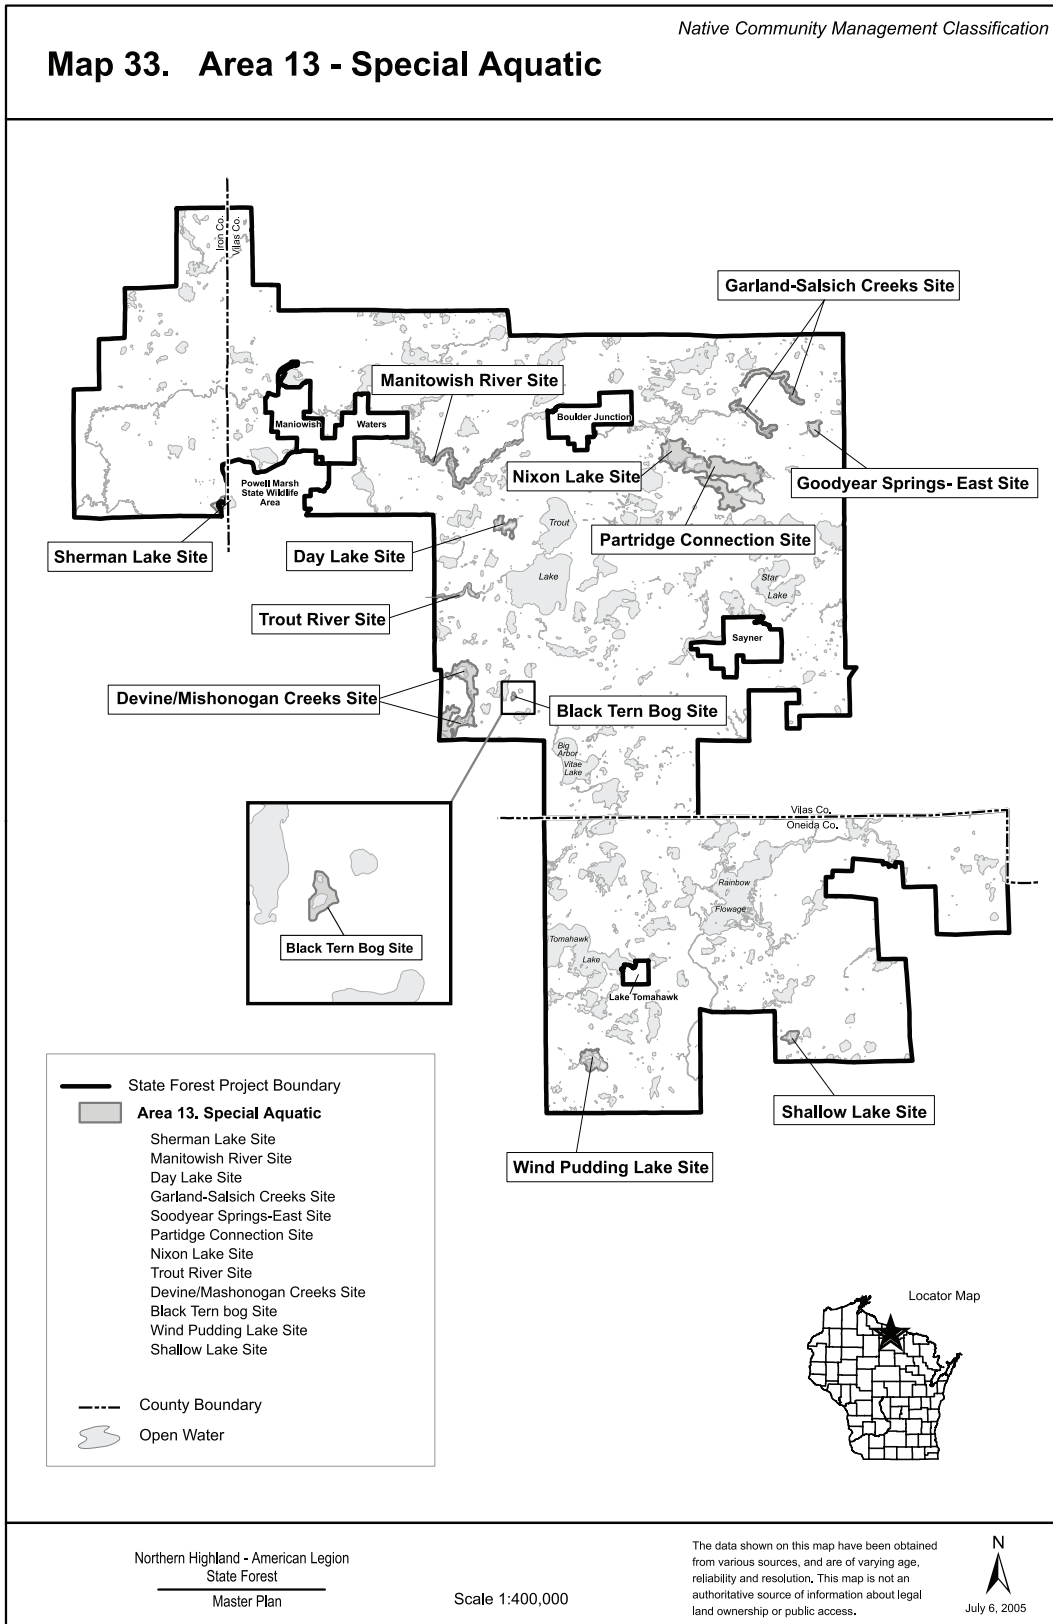 Native Community Management Classification
Map 33. Area 13 - Special Aquatic
Iron Co.
Vilas Co.
Garland-Salsich Creeks Site
Manitowish River Site
Maniowish
Waters
Boulder Junction
Nixon Lake Site
Goodyear Springs- East Site
Powell Marsh
State Wildlife
Area
Sherman Lake Site
Day Lake Site
Trout
Partridge Connection Site
Lake
Star
Lake
Trout River Site
Sayner
Devine/Mishonogan Creeks Site
Black Tern Bog Site
Big
Arbor
Vitae
Lake
Vilas Co.
Oneida Co.
Rainbow
Flowage
Black Tern Bog Site
Tomahawk
Lake
Lake Tomahawk
Shallow Lake Site
Wind Pudding Lake Site
State Forest Project Boundary
Area 13. Special Aquatic
Sherman Lake Site
Manitowish River Site
Day Lake Site
Garland-Salsich Creeks Site
Soodyear Springs-East Site
Partidge Connection Site
Nixon Lake Site
Trout River Site
Devine/Mashonogan Creeks Site
Black Tern bog Site
Wind Pudding Lake Site
Shallow Lake Site
County Boundary
Open Water
Locator Map
Northern Highland - American Legion
State Forest
Master Plan
Scale 1:400,000
The data shown on this map have been obtained
from various sources, and are of varying age,
reliability and resolution. This map is not an
authoritative source of information about legal
land ownership or public access.
N
July 6, 2005